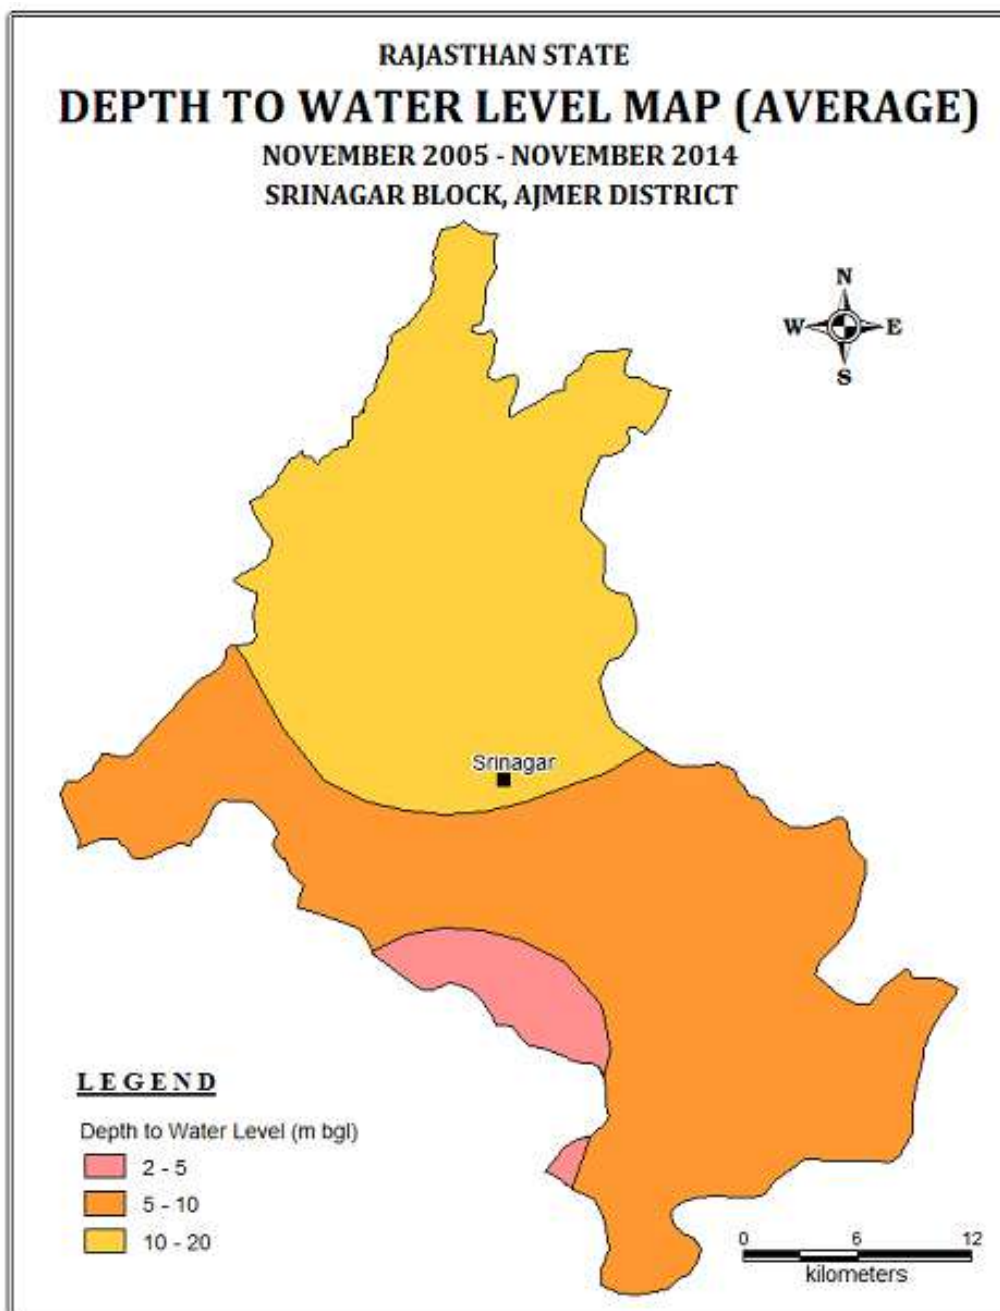 RAJASTHAN STATE
DEPTH TO WATER LEVEL MAP (AVERAGE)
NOVEMBER 2005 - NOVEMBER 2014
SRINAGAR BLOCK, AJMER DISTRICT
N
W E
S
Srinagar
LEGEND
Depth to Water Level (m bgl)
2 - 5
5 - 10
10 - 20
0 6 12
kilometers